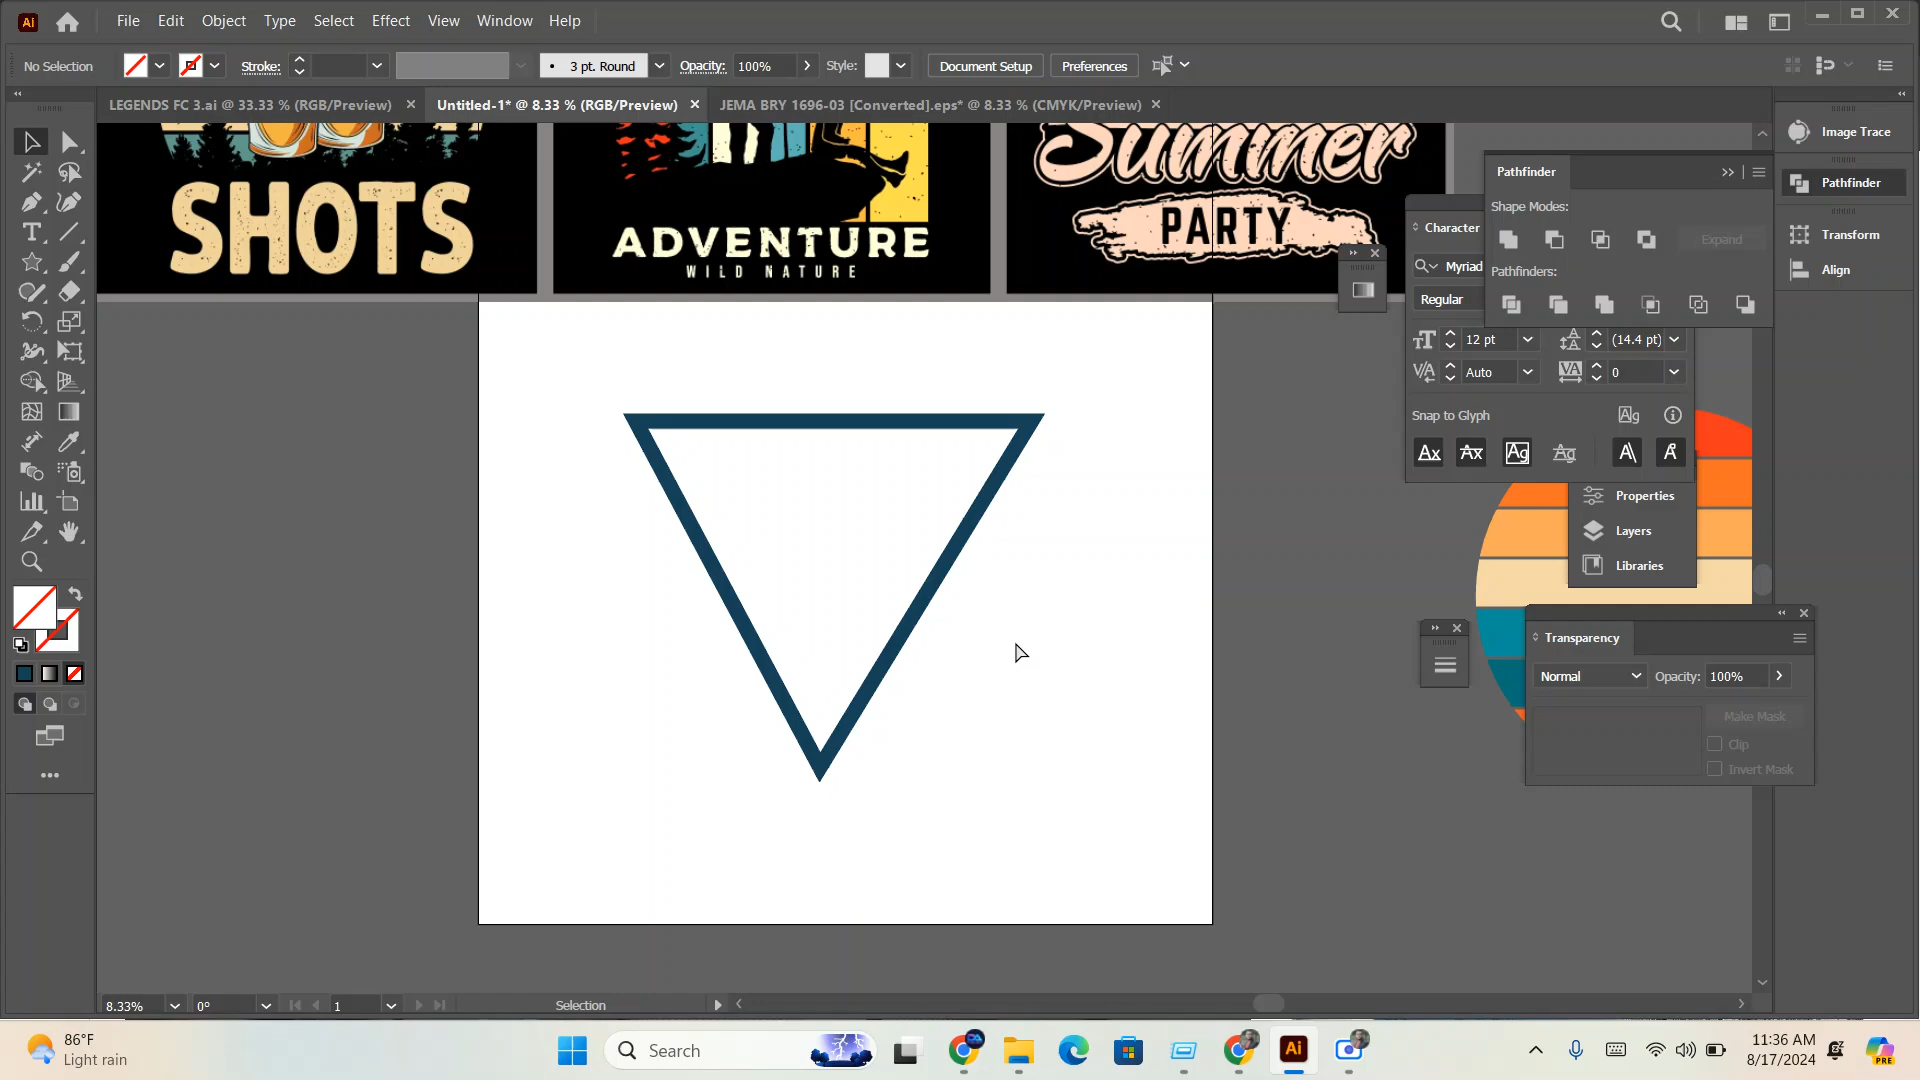 Ai
File Edit Object Type Select Effect View Window Help
No Selection
Stroke:
3 pt. Round
Opacity: 100%
Style:
Document Setup
Preferences
LEGENDS FC 3.ai @ 33.33 % (RGB/Preview)
Untitled-1* @ 8.33 % (RGB/Preview)
JEMA BRY 1696-03 [Converted].eps* @ 8.33 % (CMYK/Preview)
SHOTS
ADVENTURE
WILD NATURE
Summer
PARTY
Image Trace
Pathfinder
Transform
Align
Pathfinder
Shape Modes:
Expand
Pathfinders:
Character
Myriad
Regular
12 pt
(14.4 pt)
Auto
0
Snap to Glyph
Properties
Layers
Libraries
Transparency
Normal
Opacity: 100%
Make Mask
Clip
Invert Mask
8.33%
0°
1
Selection
86°F
Light rain
Search
Ai
11:36 AM
8/17/2024
PRE